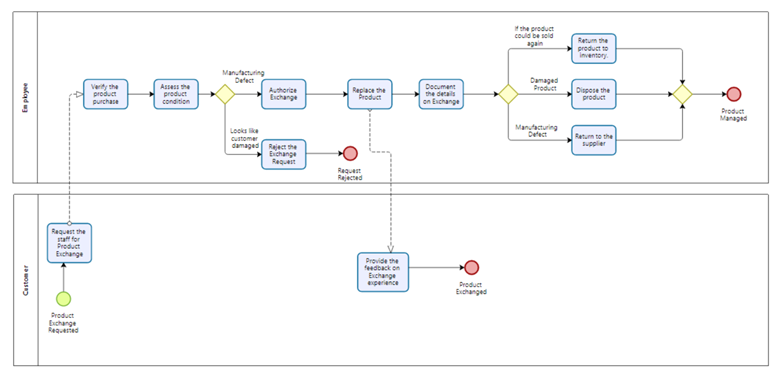 Employee
Verify the
product
purchase
Assess the
product
condition
Manufacturing
Defect
Authorize
Exchange
Looks like
customer
damaged
Reject the
Exchange
Request
Request
Rejected
Replace the
Product
Document
the details
on Exchange
If the product
could be sold
again
Return the
product to
Inventory.
Damaged
Product
Dispose the
product
Manufacturing
Defect
Return to the
supplier
Product
Managed
Customer
Request the
staff for
Product
Exchange
Product
Exchange
Requested
Provide the
feedback on
Exchange
experience
Product
Exchanged